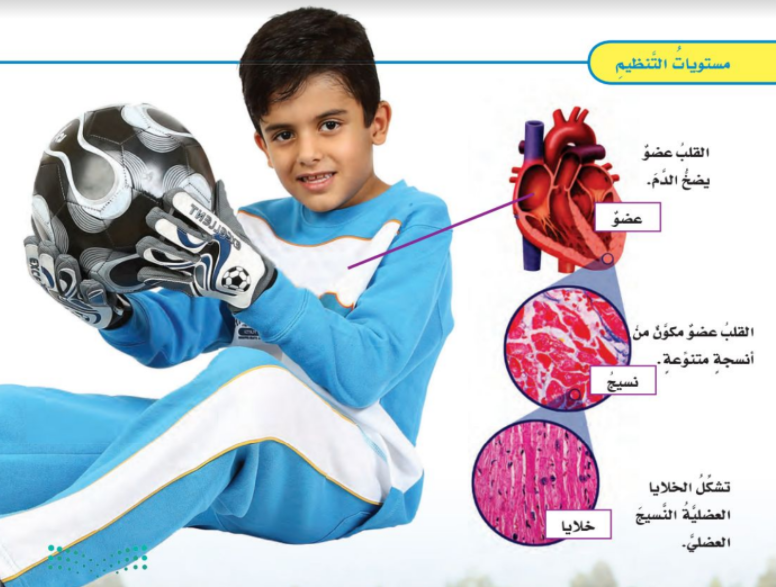 مستوياتُ التَّنظيمِ
القلبُ عضوٌ
يضخُّ الدَّمَ.
عضوٌ
القلبُ عضوٌ مكوَّنٌ من
أنسجةٍ متنوّعةٍ.
نسيجٌ
تشكِّلُ الخلايا
العضليَّةُ النَّسيجَ
العضليَّ.
خلايا
EXCELLENT